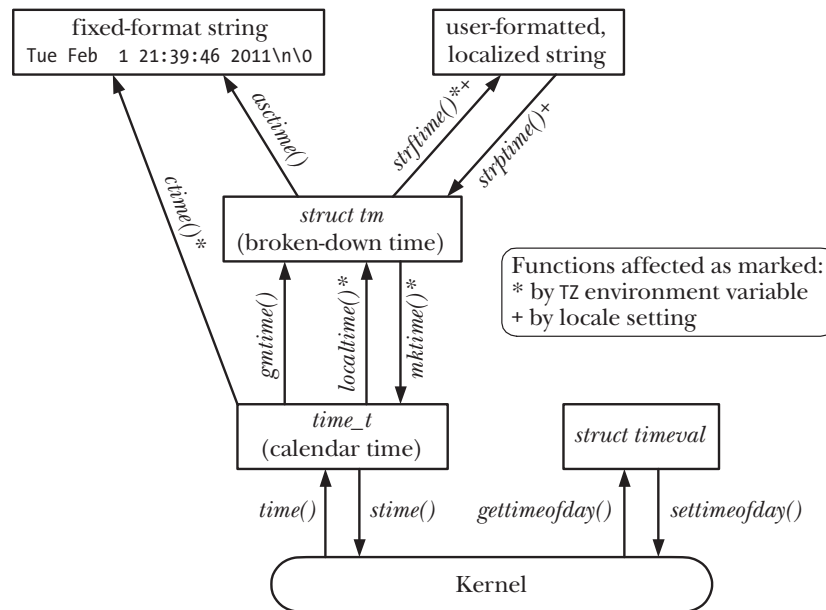 fixed-format string
Tue Feb  1 21:39:46 2011\n\0
user-formatted,
localized string
asctime()
strftime()*+
strptime()+
ctime()*
struct tm
(broken-down time)
Functions affected as marked:
* by TZ environment variable
+ by locale setting
gmtime()
localtime()*
mktime()*
time_t
(calendar time)
struct timeval
time()
stime()
gettimeofday()
settimeofday()
Kernel